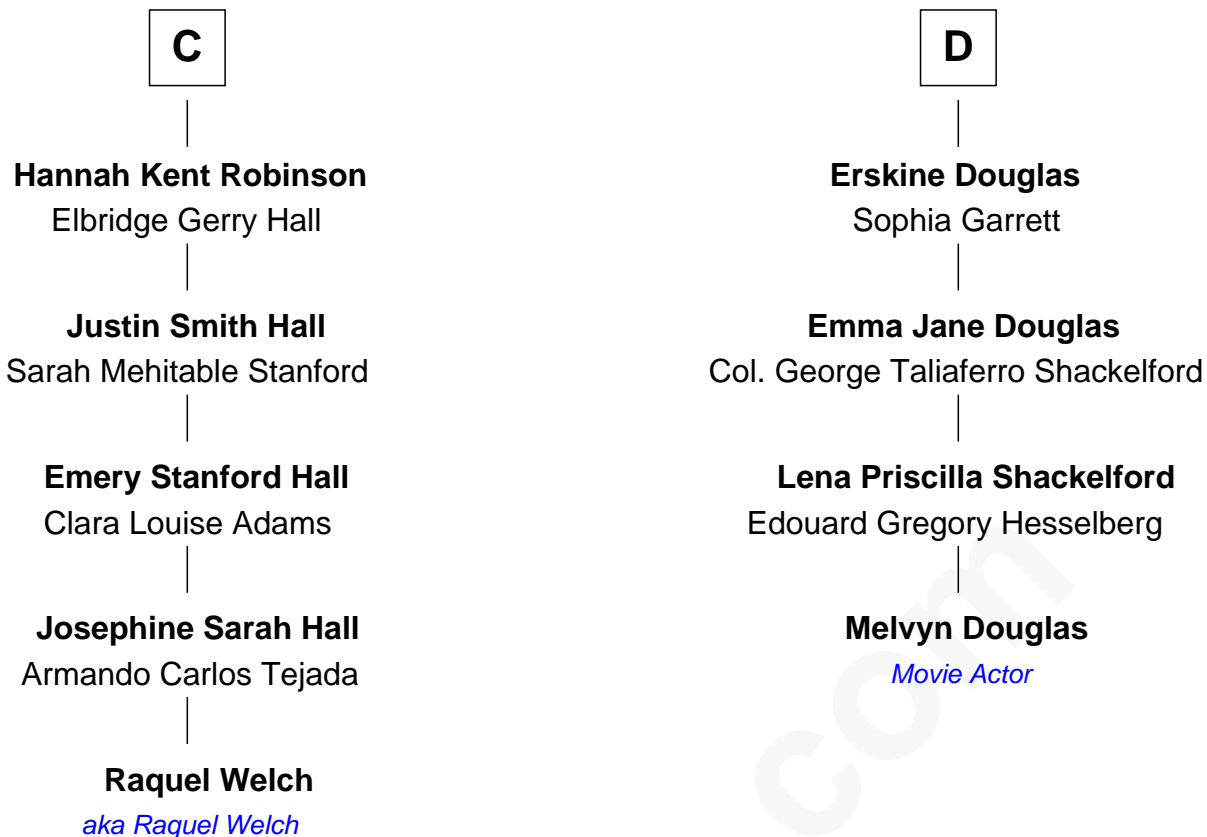 C
Hannah Kent Robinson
Elbridge Gerry Hall
Justin Smith Hall
Sarah Mehitable Stanford
Emery Stanford Hall
Clara Louise Adams
Josephine Sarah Hall
Armando Carlos Tejada
Raquel Welch
aka Raquel Welch
D
Erskine Douglas
Sophia Garrett
Emma Jane Douglas
Col. George Taliaferro Shackelford
Lena Priscilla Shackelford
Edouard Gregory Hesselberg
Melvyn Douglas
Movie Actor
com